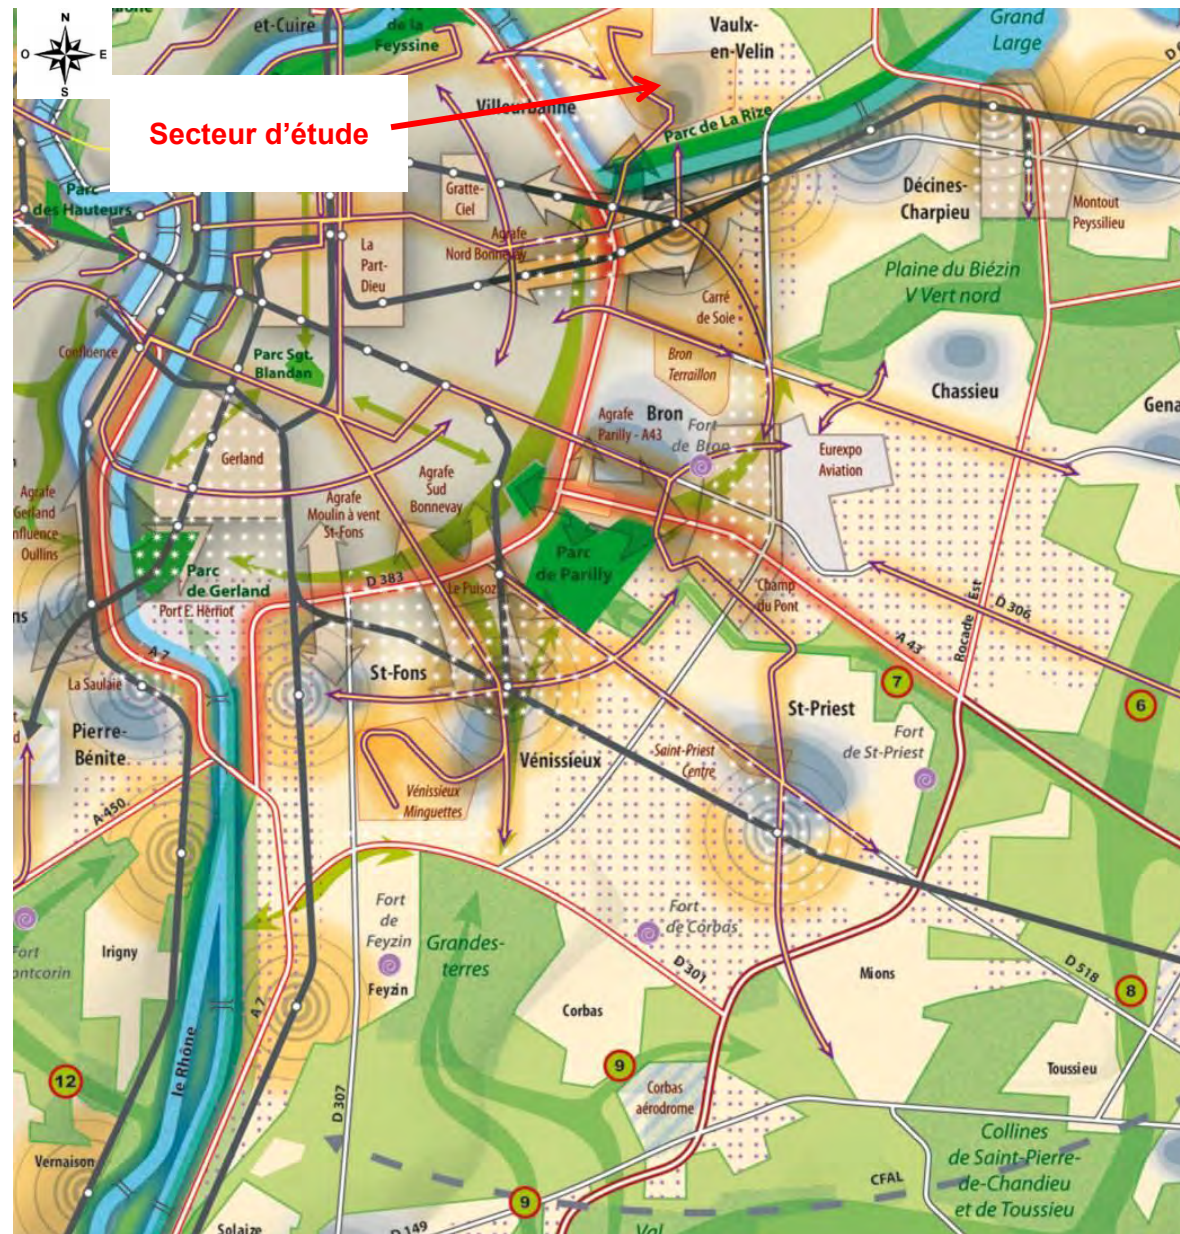 N
O
E
S
et-Cuire
de la
Feyssine
Vaulx-
en-Velin
Grand
Large
Secteur d’étude
Villeurbanne
Parc de La Rize
Parc
des Hauteurs
Gratte-
Ciel
Décines-
Charpieu
Montout
Peyssilieu
La
Part-
Dieu
Agrafe
Nord Bonnevay
Plaine du Biézin
V Vert nord
Carré
de Soie
Confluence
Parc Sgt.
Blandan
Bron
Terraillon
Chassieu
Gena
Agrafe
Parilly - A43
Bron
Fort
de Bron
Eurexpo
Aviation
Gerland
Agrafe
Sud
Bonnevay
Agrafe
Moulin à vent
St-Fons
Agrafe
Gerland
nfluence
Oullins
Parc
de Gerland
Port E. Herriot
D 383
Le Puisoz
Parc
de Parilly
Champ
du Pont
Rocade Est
D 306
A 43
A 7
La Saulaie
St-Fons
7
6
St-Priest
Fort
de St-Priest
Pierre-
Bénite
Vénissieux
Saint-Priest
Centre
Vénissieux
Minguettes
A 450
Fort
de
Feyzin
Feyzin
Grandes-
terres
Fort
de Corbas
Fort
ontcorin
Irigny
D 301
Mions
D 518
8
A 7
Corbas
le Rhône
12
9
Corbas
aérodrome
Toussieu
D 307
Vernaison
Collines
de Saint-Pierre-
de-Chandieu
et de Toussieu
CFAL
9
Solaize
D 149
Val